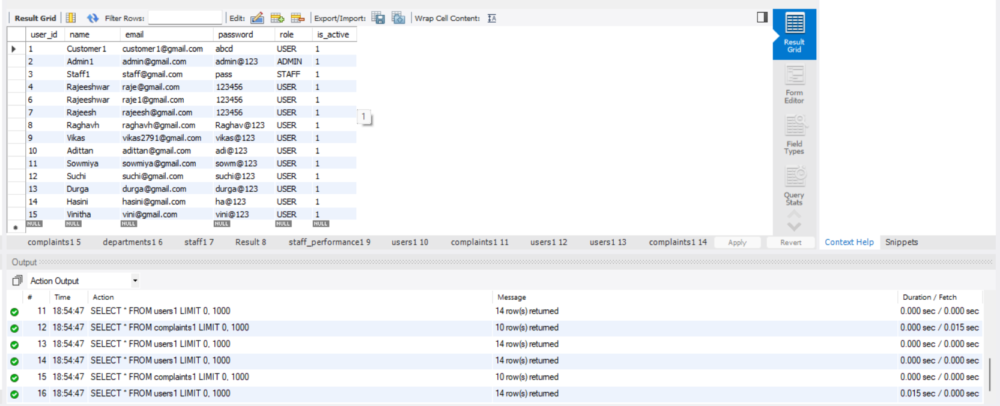 Result Grid Filter Rows: Edit: Export/Import: Wrap Cell Content:
user_id name email password role is_active
1 Customer1 customer1@gmail.com abcd USER 1
2 Admin1 admin@gmail.com admin@123 ADMIN 1
3 Staff1 staff@gmail.com pass STAFF 1
4 Rajeeshwar raje@gmail.com 123456 USER 1
6 Rajeeshwar raje1@gmail.com 123456 USER 1
7 Rajeesh rajeesh@gmail.com 123456 USER 1
8 Raghavh raghavh@gmail.com Raghav@123 USER 1
9 Vikas vikas2791@gmail.com vikas@123 USER 1
10 Adittan adittan@gmail.com adi@123 USER 1
11 Sowmiya sowmiya@gmail.com sowm@123 USER 1
12 Suchi suchi@gmail.com suchi@123 USER 1
13 Durga durga@gmail.com durga@123 USER 1
14 Hasini hasini@gmail.com ha@123 USER 1
15 Vinitha vini@gmail.com vini@123 USER 1
NULL NULL NULL NULL NULL NULL
1
Result
Grid
Form
Editor
Field
Types
Query
Stats
complaints1 5 departments1 6 staff1 7 Result 8 staff_performance1 9 users1 10 complaints1 11 users1 12 users1 13 complaints1 14 Apply Revert Context Help Snippets
Output
Action Output
# Time Action Message Duration / Fetch
11 18:54:47 SELECT * FROM users1 LIMIT 0, 1000 14 row(s) returned 0.000 sec / 0.000 sec
12 18:54:47 SELECT * FROM complaints1 LIMIT 0, 1000 10 row(s) returned 0.000 sec / 0.015 sec
13 18:54:47 SELECT * FROM users1 LIMIT 0, 1000 14 row(s) returned 0.000 sec / 0.000 sec
14 18:54:47 SELECT * FROM users1 LIMIT 0, 1000 14 row(s) returned 0.000 sec / 0.000 sec
15 18:54:47 SELECT * FROM complaints1 LIMIT 0, 1000 10 row(s) returned 0.000 sec / 0.000 sec
16 18:54:47 SELECT * FROM users1 LIMIT 0, 1000 14 row(s) returned 0.015 sec / 0.000 sec